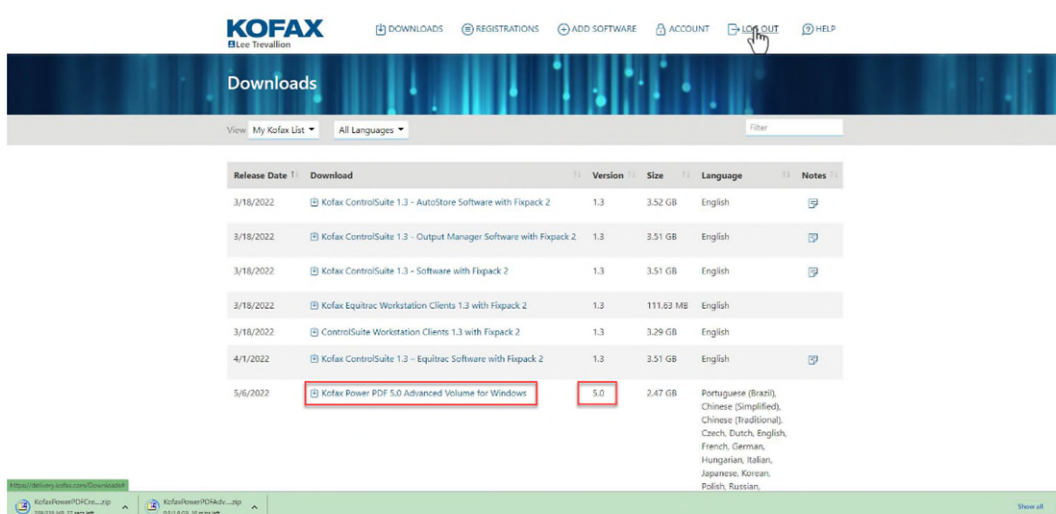 KOFAX
Lee Trevallion
DOWNLOADS REGISTRATIONS ADD SOFTWARE ACCOUNT LOG OUT HELP
Downloads
View My Kofax List All Languages Filter
Release Date Download Version Size Language Notes
3/18/2022 Kofax ControlSuite 1.3 - AutoStore Software with Fixpack 2 1.3 3.52 GB English
3/18/2022 Kofax ControlSuite 1.3 - Output Manager Software with Fixpack 2 1.3 3.51 GB English
3/18/2022 Kofax ControlSuite 1.3 - Software with Fixpack 2 1.3 3.51 GB English
3/18/2022 Kofax Equitrac Workstation Clients 1.3 with Fixpack 2 1.3 111.63 MB English
3/18/2022 ControlSuite Workstation Clients 1.3 with Fixpack 2 1.3 3.29 GB English
4/1/2022 Kofax ControlSuite 1.3 – Equitrac Software with Fixpack 2 1.3 3.51 GB English
5/6/2022 Kofax Power PDF 5.0 Advanced Volume for Windows 5.0 2.47 GB Portuguese (Brazil),
Chinese (Simplified),
Chinese (Traditional),
Czech, Dutch, English,
French, German,
Hungarian, Italian,
Japanese, Korean,
Polish, Russian,
https://delivery.kofax.com/Downloads#
KofaxPowerPDFCre....zip KofaxPowerPDFAdv....zip Show all